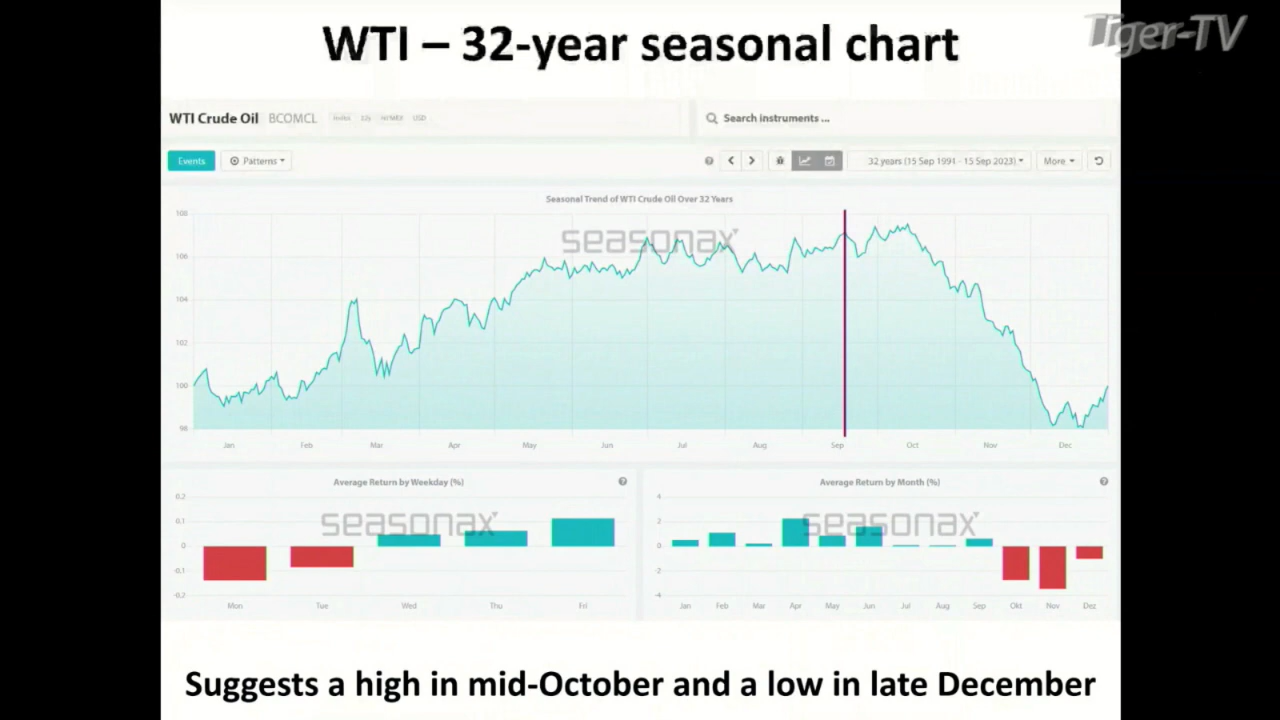 WTI – 32-year seasonal chart
Tiger-TV
WTI Crude Oil BCOMCL Index USD
Search instruments ...
Events Patterns
32 years (15 Sep 1991 - 15 Sep 2023) More
Seasonal Trend of WTI Crude Oil Over 32 Years
seasonax
108
106
104
102
100
98
Jan Feb Mar Apr May Jun Jul Aug Sep Oct Nov Dec
Average Return by Weekday (%)
seasonax
0.2
0.1
0
-0.1
-0.2
Mon Tue Wed Thu Fri
Average Return by Month (%)
seasonax
4
2
0
-2
-4
Jan Feb Mar Apr May Jun Jul Aug Sep Okt Nov Dez
Suggests a high in mid-October and a low in late December